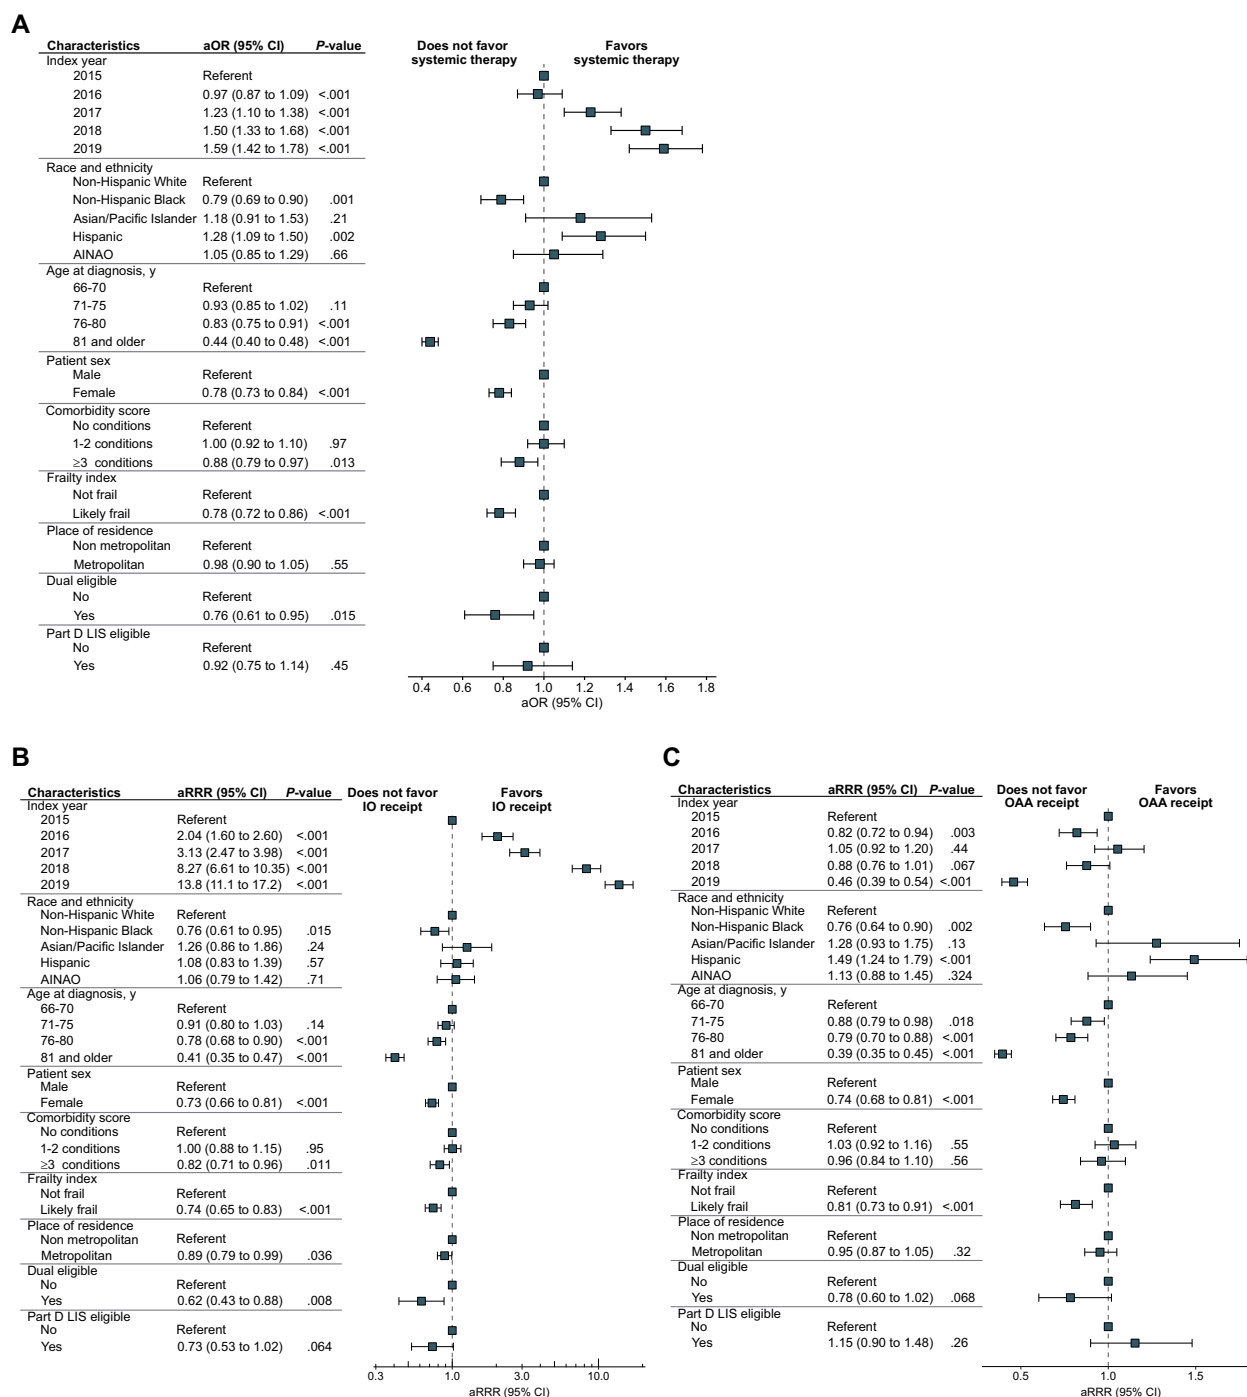 A
Characteristics aOR (95% CI) P-value Does not favor systemic therapy Favors systemic therapy
Index year
2015 Referent
2016 0.97 (0.87 to 1.09) <.001
2017 1.23 (1.10 to 1.38) <.001
2018 1.50 (1.33 to 1.68) <.001
2019 1.59 (1.42 to 1.78) <.001
Race and ethnicity
Non-Hispanic White Referent
Non-Hispanic Black 0.79 (0.69 to 0.90) .001
Asian/Pacific Islander 1.18 (0.91 to 1.53) .21
Hispanic 1.28 (1.09 to 1.50) .002
AINAO 1.05 (0.85 to 1.29) .66
Age at diagnosis, y
66-70 Referent
71-75 0.93 (0.85 to 1.02) .11
76-80 0.83 (0.75 to 0.91) <.001
81 and older 0.44 (0.40 to 0.48) <.001
Patient sex
Male Referent
Female 0.78 (0.73 to 0.84) <.001
Comorbidity score
No conditions Referent
1-2 conditions 1.00 (0.92 to 1.10) .97
≥3 conditions 0.88 (0.79 to 0.97) .013
Frailty index
Not frail Referent
Likely frail 0.78 (0.72 to 0.86) <.001
Place of residence
Non metropolitan Referent
Metropolitan 0.98 (0.90 to 1.05) .55
Dual eligible
No Referent
Yes 0.76 (0.61 to 0.95) .015
Part D LIS eligible
No Referent
Yes 0.92 (0.75 to 1.14) .45
0.4 0.6 0.8 1.0 1.2 1.4 1.6 1.8
aOR (95% CI)
B
Characteristics aRRR (95% CI) P-value Does not favor IO receipt Favors IO receipt
Index year
2015 Referent
2016 2.04 (1.60 to 2.60) <.001
2017 3.13 (2.47 to 3.98) <.001
2018 8.27 (6.61 to 10.35) <.001
2019 13.8 (11.1 to 17.2) <.001
Race and ethnicity
Non-Hispanic White Referent
Non-Hispanic Black 0.76 (0.61 to 0.95) .015
Asian/Pacific Islander 1.26 (0.86 to 1.86) .24
Hispanic 1.08 (0.83 to 1.39) .57
AINAO 1.06 (0.79 to 1.42) .71
Age at diagnosis, y
66-70 Referent
71-75 0.91 (0.80 to 1.03) .14
76-80 0.78 (0.68 to 0.90) <.001
81 and older 0.41 (0.35 to 0.47) <.001
Patient sex
Male Referent
Female 0.73 (0.66 to 0.81) <.001
Comorbidity score
No conditions Referent
1-2 conditions 1.00 (0.88 to 1.15) .95
≥3 conditions 0.82 (0.71 to 0.96) .011
Frailty index
Not frail Referent
Likely frail 0.74 (0.65 to 0.83) <.001
Place of residence
Non metropolitan Referent
Metropolitan 0.89 (0.79 to 0.99) .036
Dual eligible
No Referent
Yes 0.62 (0.43 to 0.88) .008
Part D LIS eligible
No Referent
Yes 0.73 (0.53 to 1.02) .064
0.3 1.0 3.0 10.0
aRRR (95% CI)
C
Characteristics aRRR (95% CI) P-value Does not favor OAA receipt Favors OAA receipt
Index year
2015 Referent
2016 0.82 (0.72 to 0.94) .003
2017 1.05 (0.92 to 1.20) .44
2018 0.88 (0.76 to 1.01) .067
2019 0.46 (0.39 to 0.54) <.001
Race and ethnicity
Non-Hispanic White Referent
Non-Hispanic Black 0.76 (0.64 to 0.90) .002
Asian/Pacific Islander 1.28 (0.93 to 1.75) .13
Hispanic 1.49 (1.24 to 1.79) <.001
AINAO 1.13 (0.88 to 1.45) .324
Age at diagnosis, y
66-70 Referent
71-75 0.88 (0.79 to 0.98) .018
76-80 0.79 (0.70 to 0.88) <.001
81 and older 0.39 (0.35 to 0.45) <.001
Patient sex
Male Referent
Female 0.74 (0.68 to 0.81) <.001
Comorbidity score
No conditions Referent
1-2 conditions 1.03 (0.92 to 1.16) .55
≥3 conditions 0.96 (0.84 to 1.10) .56
Frailty index
Not frail Referent
Likely frail 0.81 (0.73 to 0.91) <.001
Place of residence
Non metropolitan Referent
Metropolitan 0.95 (0.87 to 1.05) .32
Dual eligible
No Referent
Yes 0.78 (0.60 to 1.02) .068
Part D LIS eligible
No Referent
Yes 1.15 (0.90 to 1.48) .26
0.5 1.0 1.5
aRRR (95% CI)